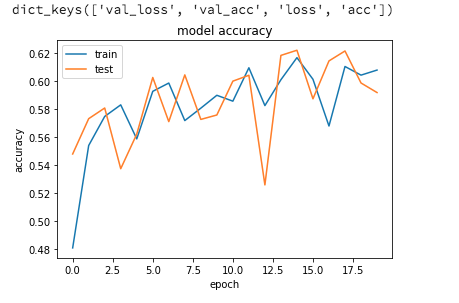 dict_keys(['val_loss', 'val_acc', 'loss', 'acc'])
model accuracy
train
test
accuracy
0.62
0.60
0.58
0.56
0.54
0.52
0.50
0.48
0.0 2.5 5.0 7.5 10.0 12.5 15.0 17.5
epoch